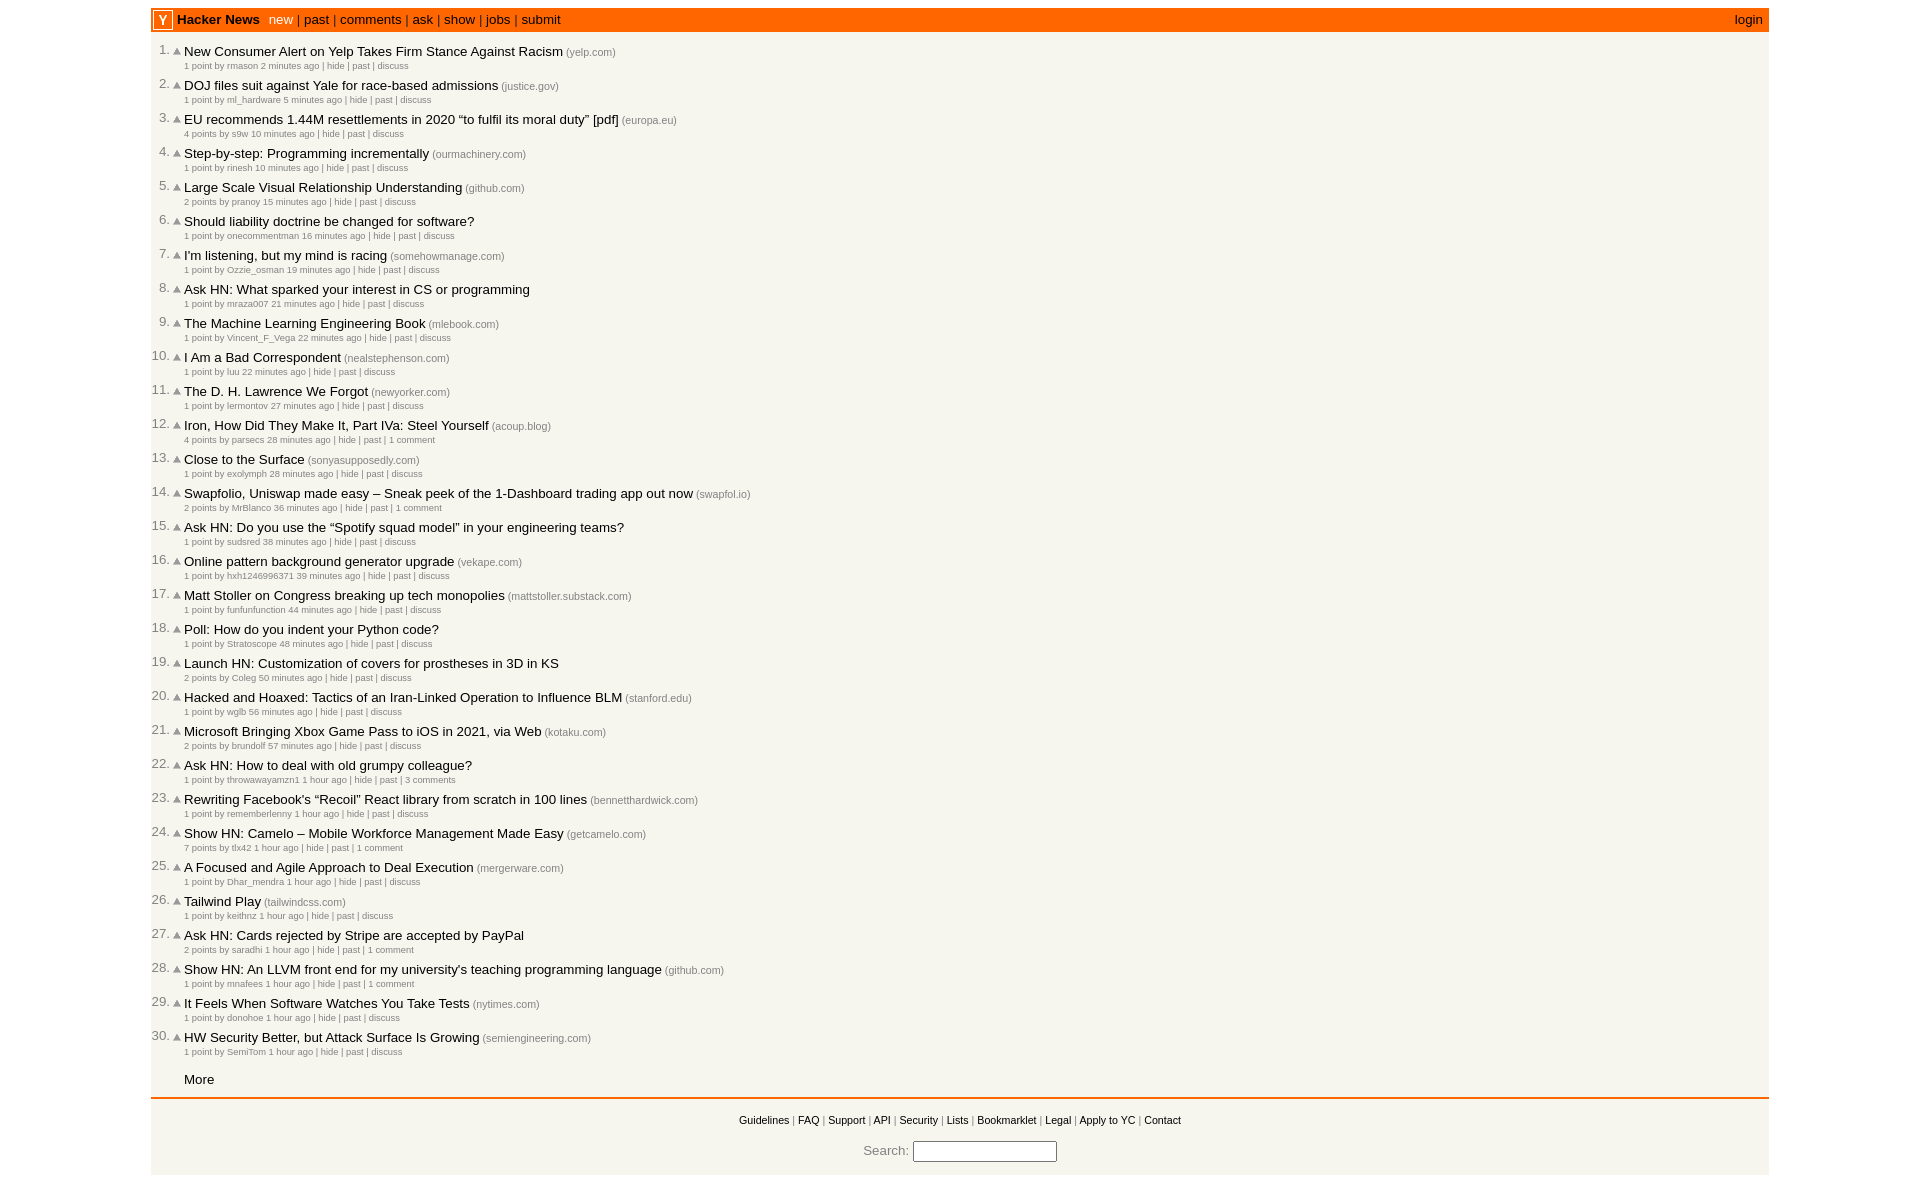 Y Hacker News new | past | comments | ask | show | jobs | submit login
1. New Consumer Alert on Yelp Takes Firm Stance Against Racism (yelp.com)
1 point by rmason 2 minutes ago | hide | past | discuss
2. DOJ files suit against Yale for race-based admissions (justice.gov)
1 point by ml_hardware 5 minutes ago | hide | past | discuss
3. EU recommends 1.44M resettlements in 2020 “to fulfil its moral duty” [pdf] (europa.eu)
4 points by s9w 10 minutes ago | hide | past | discuss
4. Step-by-step: Programming incrementally (ourmachinery.com)
1 point by rinesh 10 minutes ago | hide | past | discuss
5. Large Scale Visual Relationship Understanding (github.com)
2 points by pranoy 15 minutes ago | hide | past | discuss
6. Should liability doctrine be changed for software?
1 point by onecommentman 16 minutes ago | hide | past | discuss
7. I'm listening, but my mind is racing (somehowmanage.com)
1 point by Ozzie_osman 19 minutes ago | hide | past | discuss
8. Ask HN: What sparked your interest in CS or programming
1 point by mraza007 21 minutes ago | hide | past | discuss
9. The Machine Learning Engineering Book (mlebook.com)
1 point by Vincent_F_Vega 22 minutes ago | hide | past | discuss
10. I Am a Bad Correspondent (nealstephenson.com)
1 point by luu 22 minutes ago | hide | past | discuss
11. The D. H. Lawrence We Forgot (newyorker.com)
1 point by lermontov 27 minutes ago | hide | past | discuss
12. Iron, How Did They Make It, Part IVa: Steel Yourself (acoup.blog)
4 points by parsecs 28 minutes ago | hide | past | 1 comment
13. Close to the Surface (sonyasupposedly.com)
1 point by exolymph 28 minutes ago | hide | past | discuss
14. Swapfolio, Uniswap made easy – Sneak peek of the 1-Dashboard trading app out now (swapfol.io)
2 points by MrBlanco 36 minutes ago | hide | past | 1 comment
15. Ask HN: Do you use the “Spotify squad model” in your engineering teams?
1 point by sudsred 38 minutes ago | hide | past | discuss
16. Online pattern background generator upgrade (vekape.com)
1 point by hxh1246996371 39 minutes ago | hide | past | discuss
17. Matt Stoller on Congress breaking up tech monopolies (mattstoller.substack.com)
1 point by funfunfunction 44 minutes ago | hide | past | discuss
18. Poll: How do you indent your Python code?
1 point by Stratoscope 48 minutes ago | hide | past | discuss
19. Launch HN: Customization of covers for prostheses in 3D in KS
2 points by Coleg 50 minutes ago | hide | past | discuss
20. Hacked and Hoaxed: Tactics of an Iran-Linked Operation to Influence BLM (stanford.edu)
1 point by wglb 56 minutes ago | hide | past | discuss
21. Microsoft Bringing Xbox Game Pass to iOS in 2021, via Web (kotaku.com)
2 points by brundolf 57 minutes ago | hide | past | discuss
22. Ask HN: How to deal with old grumpy colleague?
1 point by throwawayamzn1 1 hour ago | hide | past | 3 comments
23. Rewriting Facebook's “Recoil” React library from scratch in 100 lines (bennetthardwick.com)
1 point by rememberlenny 1 hour ago | hide | past | discuss
24. Show HN: Camelo – Mobile Workforce Management Made Easy (getcamelo.com)
7 points by tlx42 1 hour ago | hide | past | 1 comment
25. A Focused and Agile Approach to Deal Execution (mergerware.com)
1 point by Dhar_mendra 1 hour ago | hide | past | discuss
26. Tailwind Play (tailwindcss.com)
1 point by keithnz 1 hour ago | hide | past | discuss
27. Ask HN: Cards rejected by Stripe are accepted by PayPal
2 points by saradhi 1 hour ago | hide | past | 1 comment
28. Show HN: An LLVM front end for my university's teaching programming language (github.com)
1 point by mnafees 1 hour ago | hide | past | 1 comment
29. It Feels When Software Watches You Take Tests (nytimes.com)
1 point by donohoe 1 hour ago | hide | past | discuss
30. HW Security Better, but Attack Surface Is Growing (semiengineering.com)
1 point by SemiTom 1 hour ago | hide | past | discuss
More
Guidelines | FAQ | Support | API | Security | Lists | Bookmarklet | Legal | Apply to YC | Contact
Search: